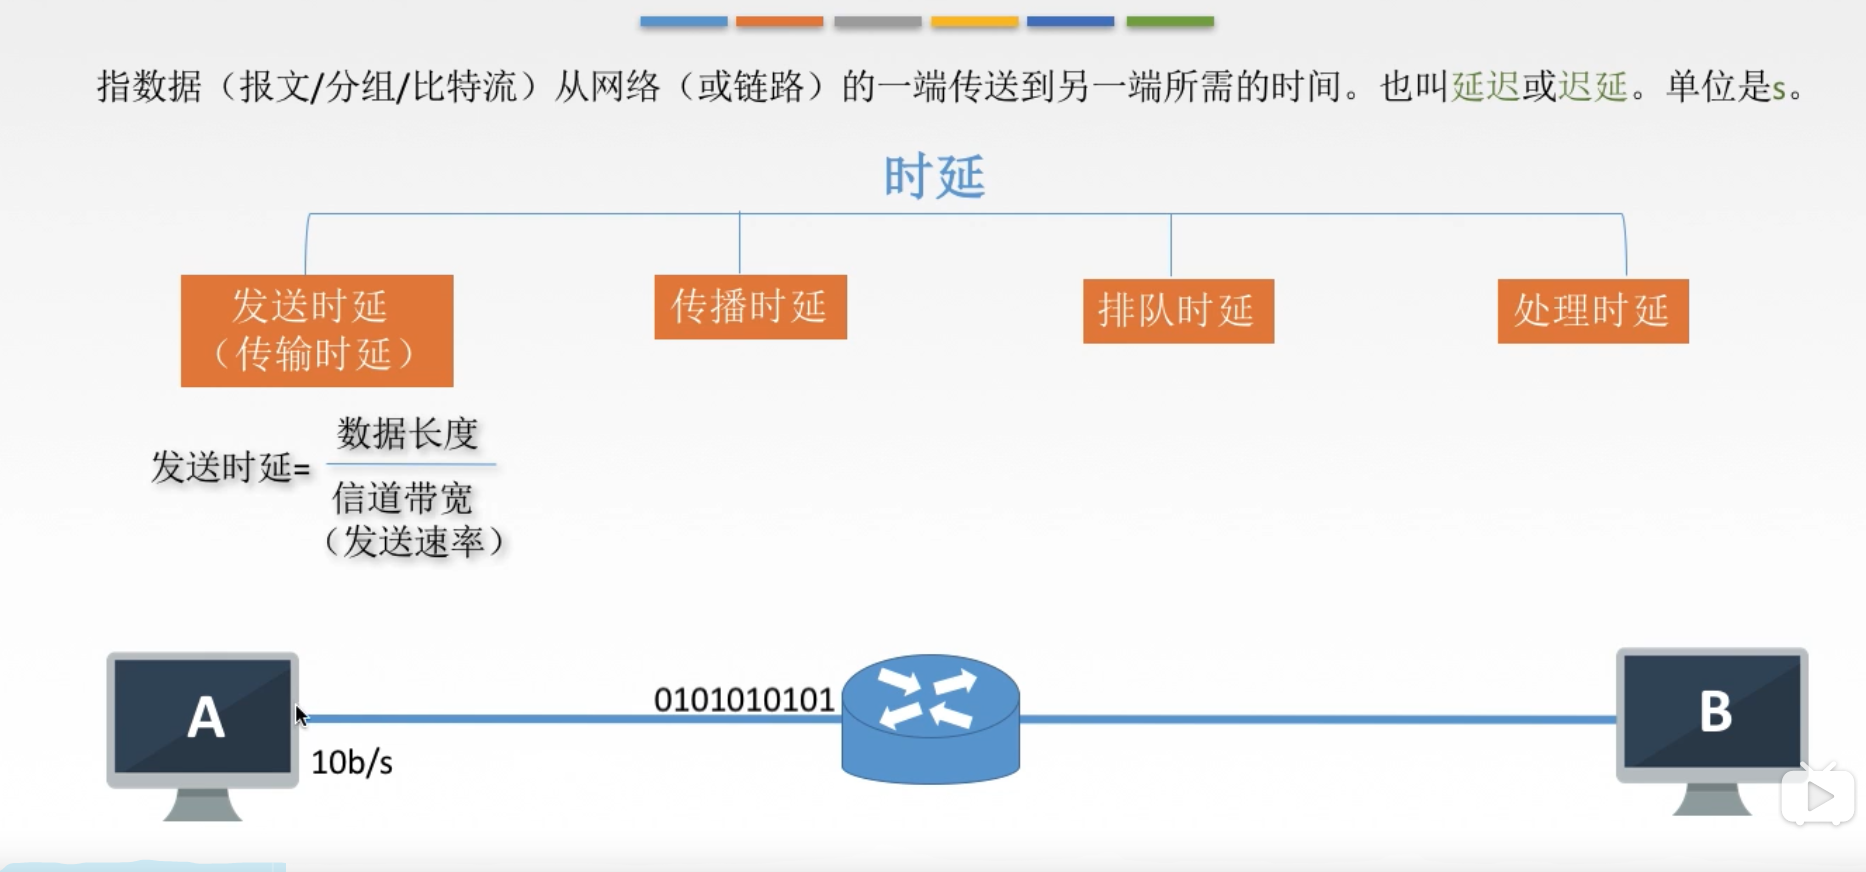 指数据（报文/分组/比特流）从网络（或链路）的一端传送到另一端所需的时间。也叫延迟或迟延。单位是s。
时延
发送时延
（传输时延）
传播时延
排队时延
处理时延
发送时延=
数据长度
信道带宽
（发送速率）
0101010101
A
B
10b/s